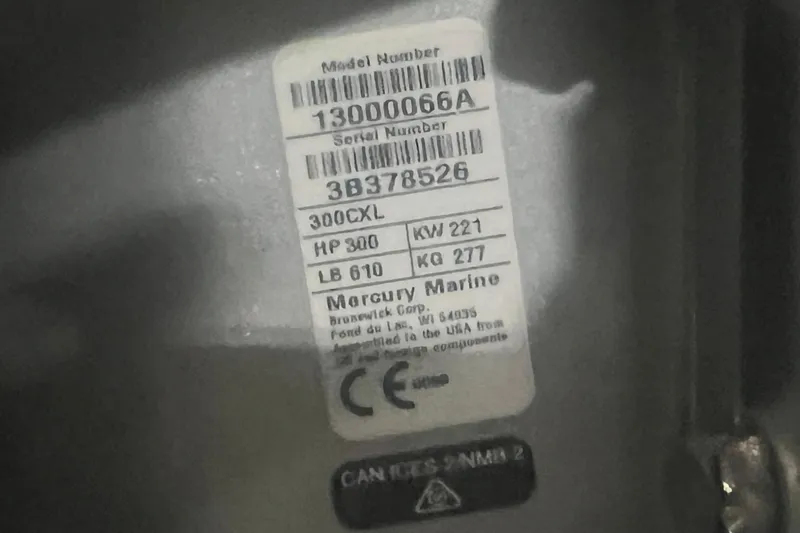 Model Number
13000066A
Serial Number
3B378526
300CXL
HP 300 KW 221
LB 610 KG 277
Mercury Marine
Brunswick Corp.
Fond du Lac, WI 54935
Assembled in the USA from
US and foreign components
CE
CAN ICES-2/NMB-2